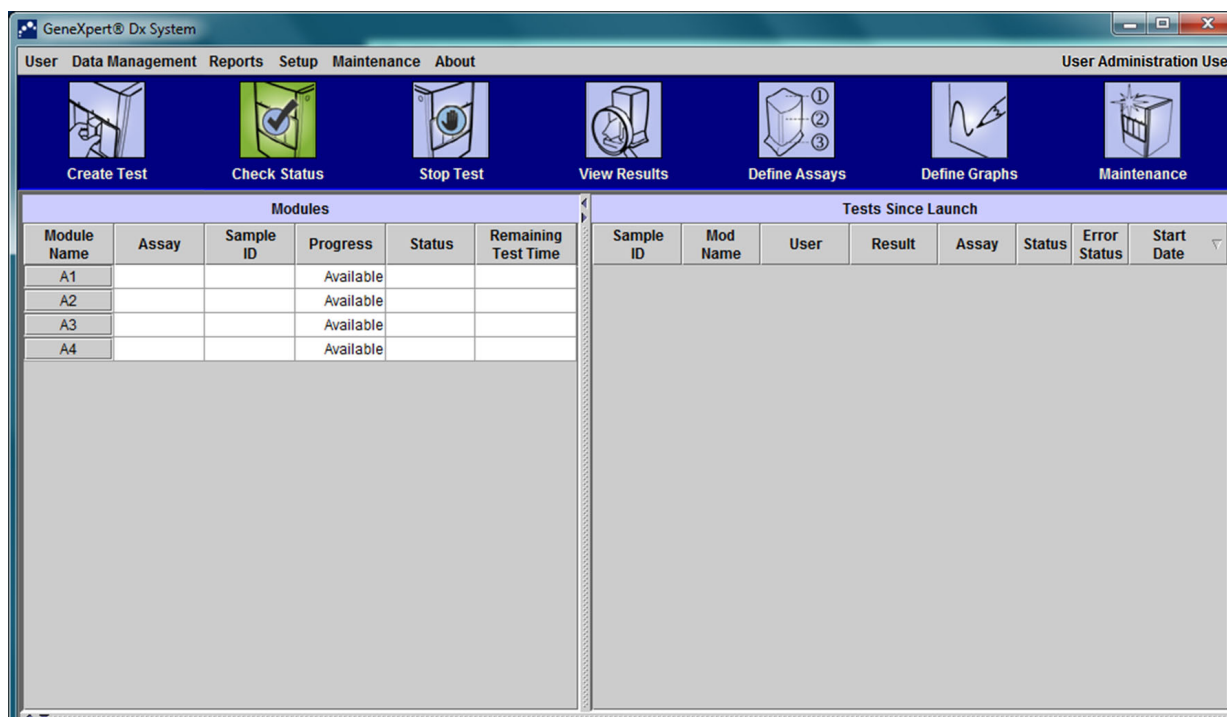 GeneXpert® Dx System
User Data Management Reports Setup Maintenance About User Administration Use
① ② ③
Create Test Check Status Stop Test View Results Define Assays Define Graphs Maintenance
Modules
Module Name Assay Sample ID Progress Status Remaining Test Time
A1 Available
A2 Available
A3 Available
A4 Available
Tests Since Launch
Sample ID Mod Name User Result Assay Status Error Status Start Date